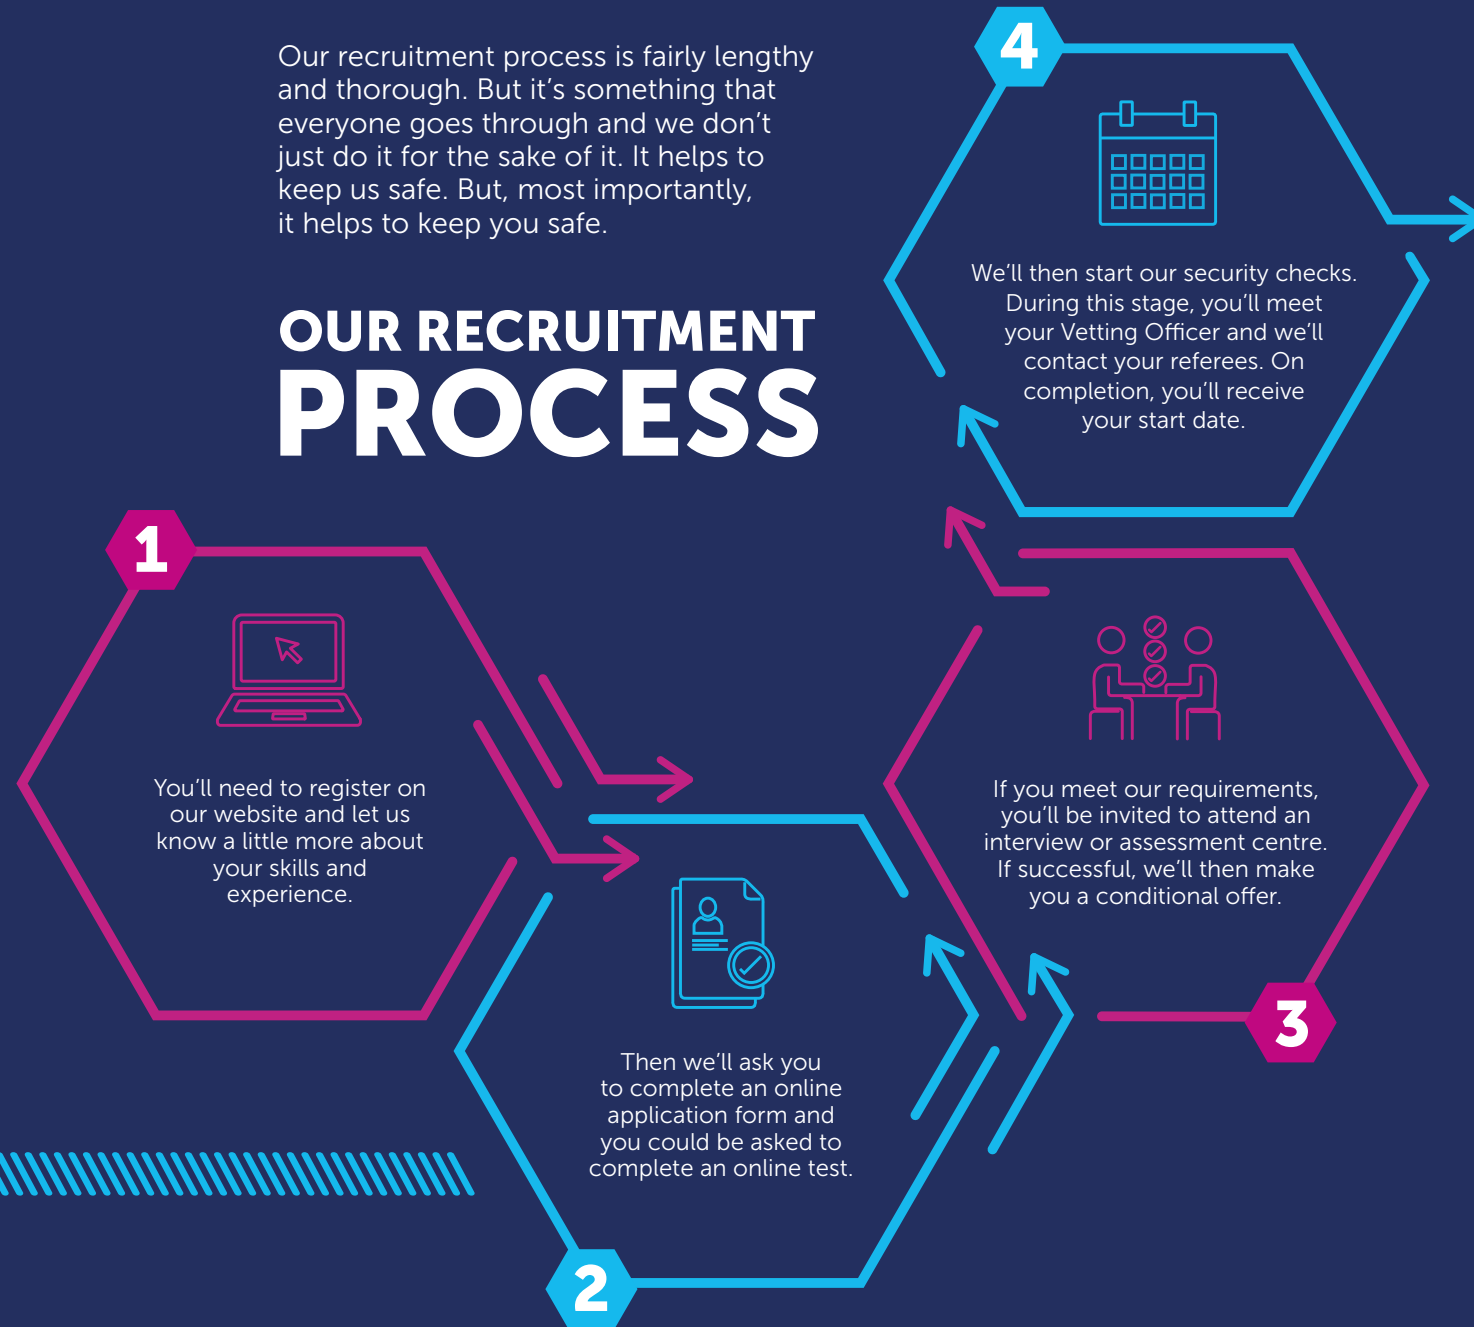 Our recruitment process is fairly lengthy
and thorough. But it’s something that
everyone goes through and we don’t
just do it for the sake of it. It helps to
keep us safe. But, most importantly,
it helps to keep you safe.
OUR RECRUITMENT
PROCESS
1
You’ll need to register on
our website and let us
know a little more about
your skills and
experience.
2
Then we’ll ask you
to complete an online
application form and
you could be asked to
complete an online test.
3
If you meet our requirements,
you’ll be invited to attend an
interview or assessment centre.
If successful, we’ll then make
you a conditional offer.
4
We’ll then start our security checks.
During this stage, you’ll meet
your Vetting Officer and we’ll
contact your referees. On
completion, you’ll receive
your start date.